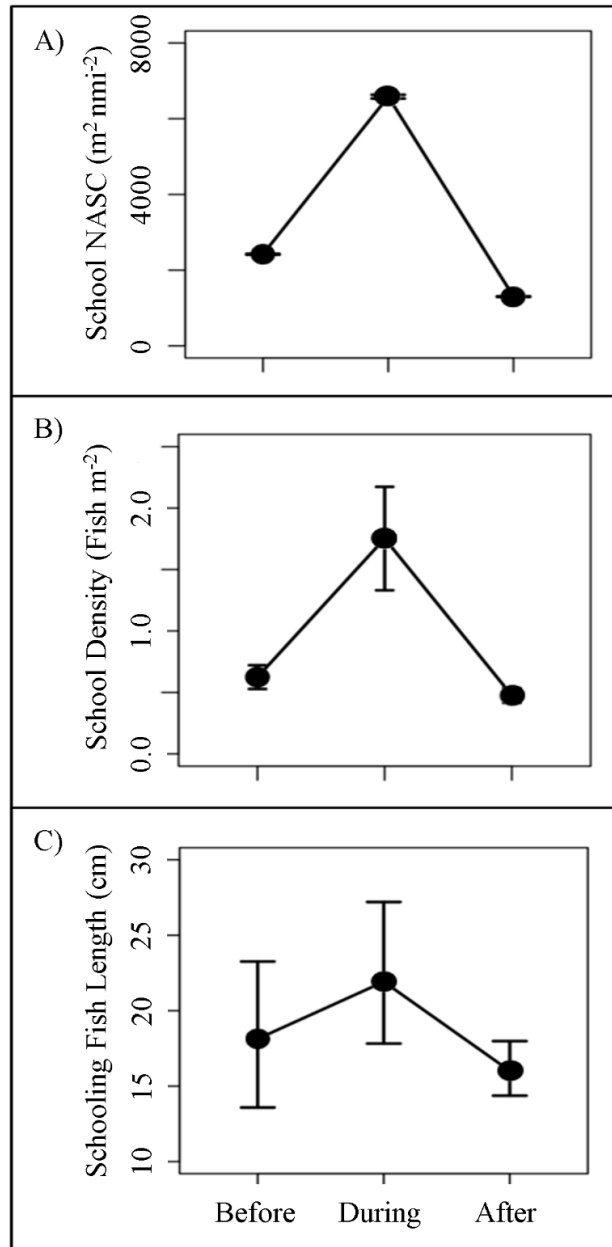 A)
School NASC (m² nmi⁻²)
8000
4000
0
B)
School Density (Fish m⁻²)
2.0
1.0
0.0
C)
Schooling Fish Length (cm)
30
25
20
15
10
Before During After